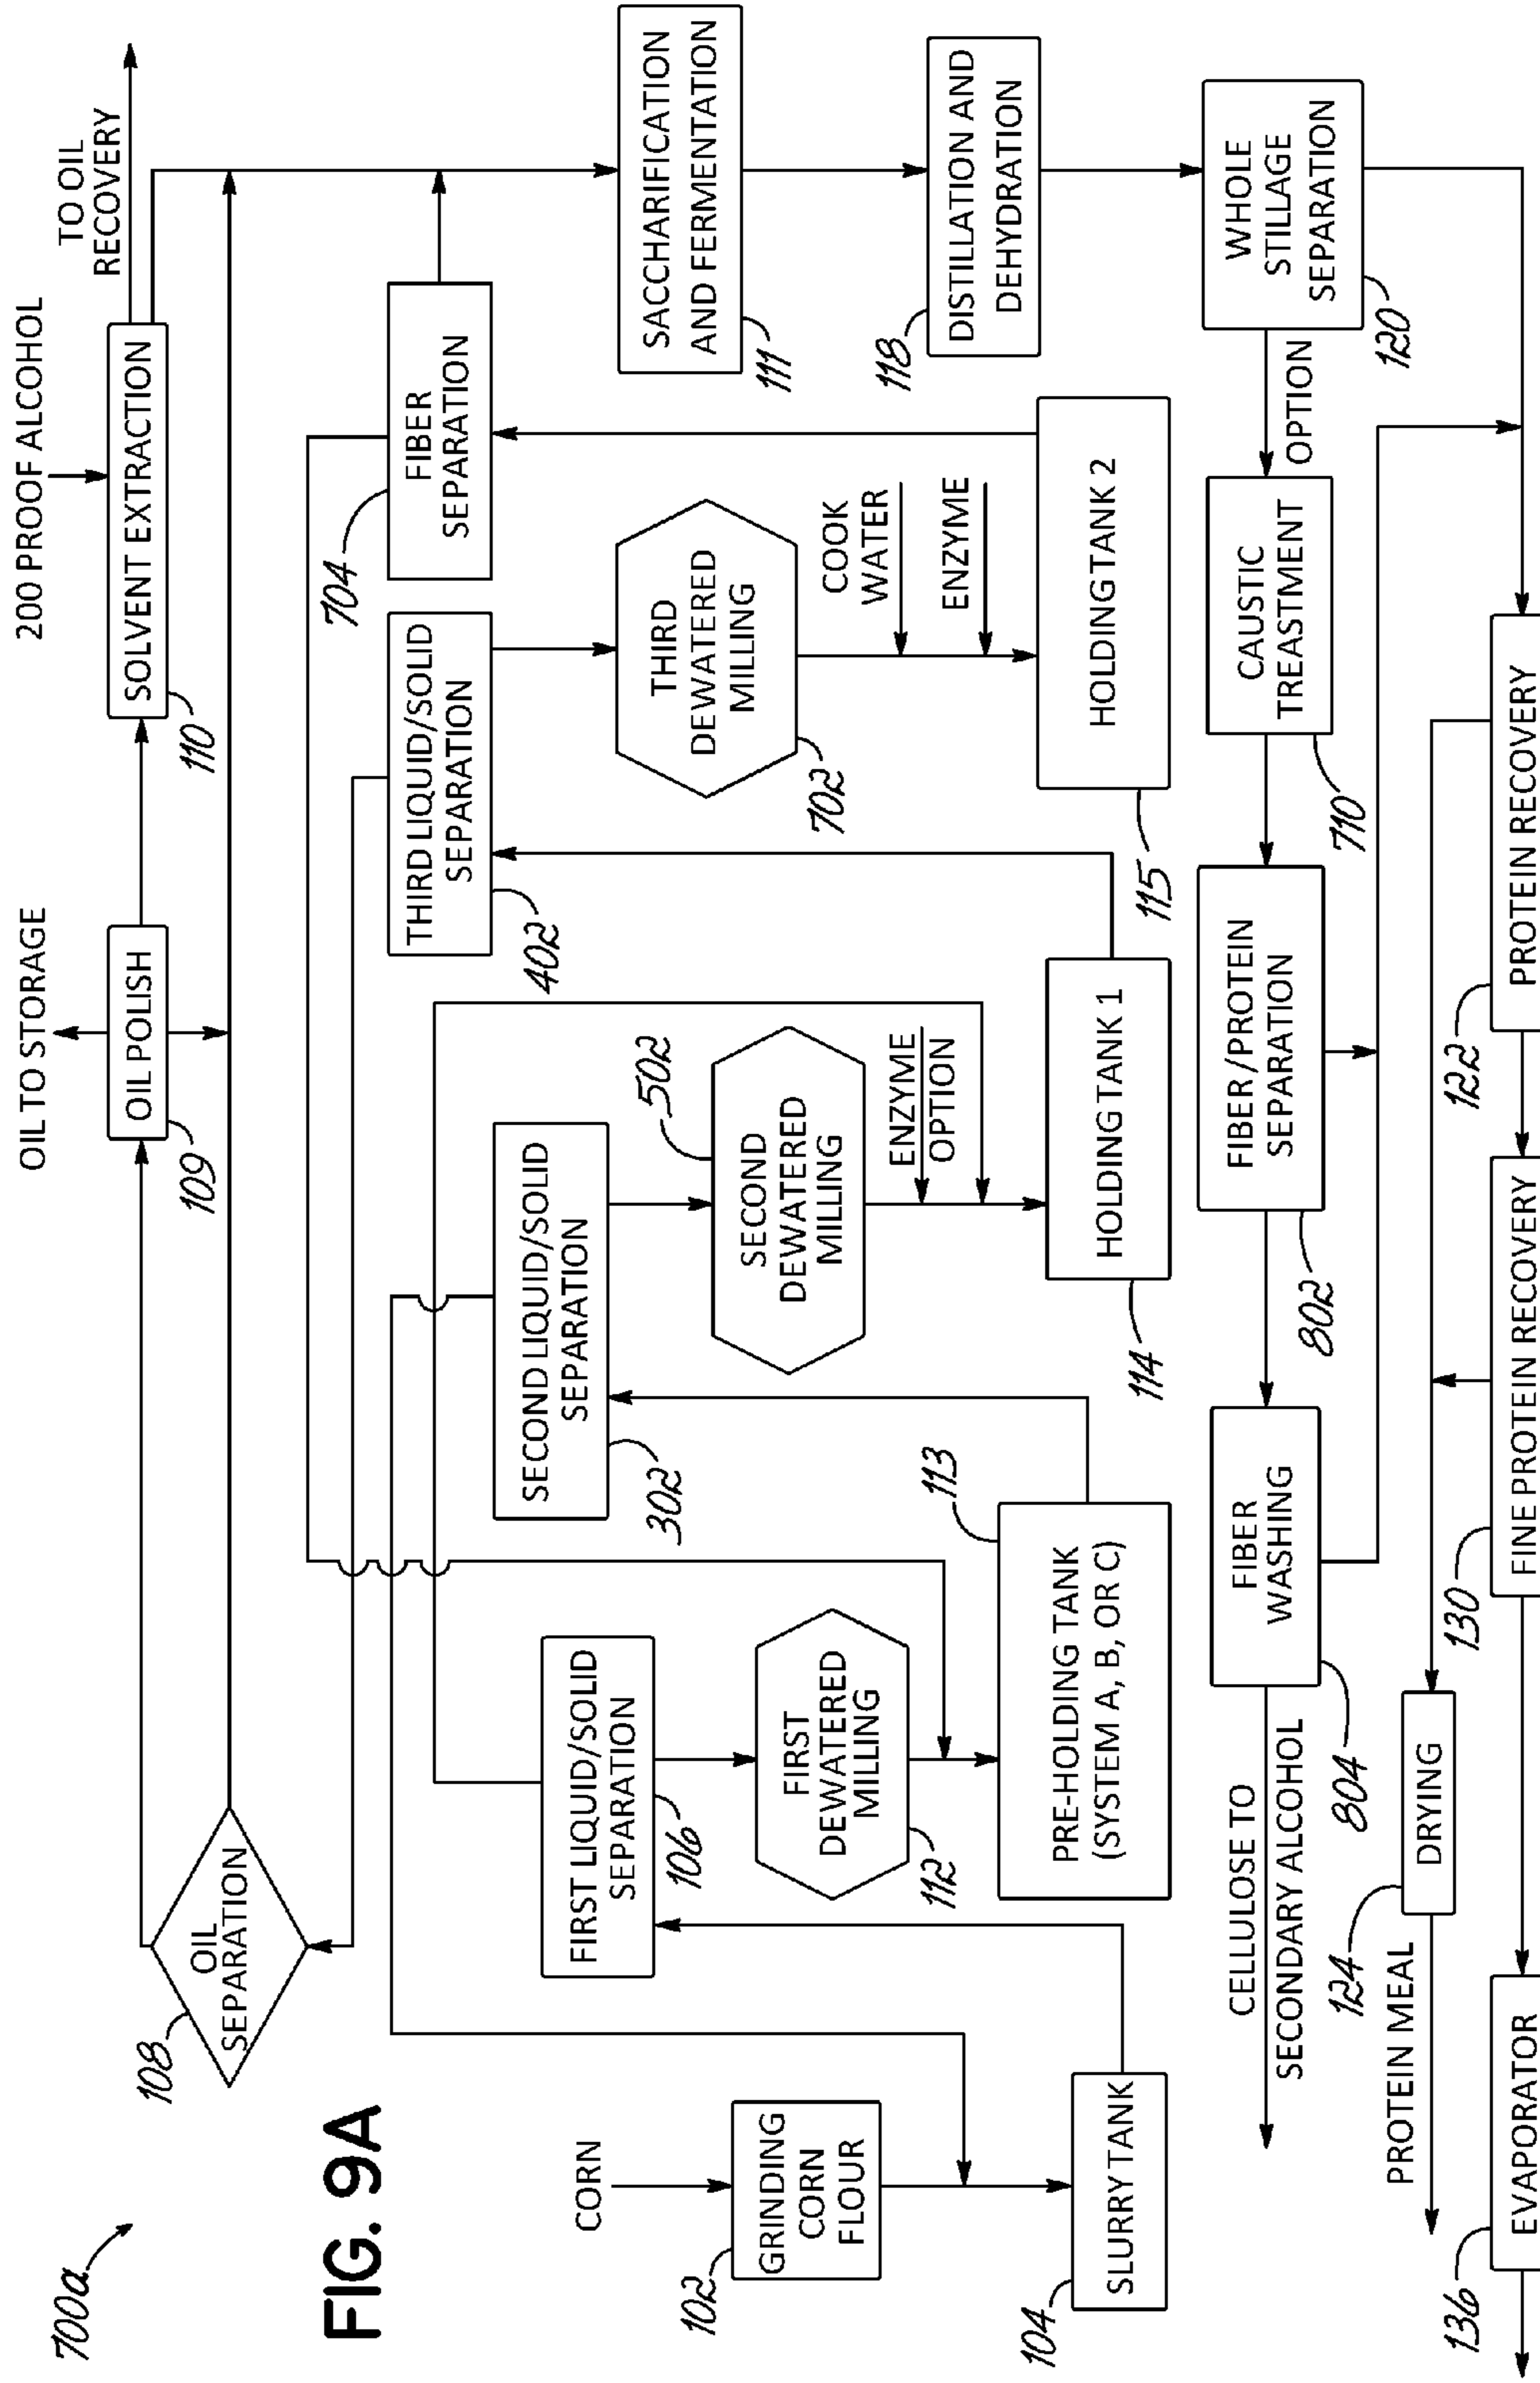 700a
FIG. 9A
OIL TO STORAGE
200 PROOF ALCOHOL
TO OIL
RECOVERY
108
OIL
SEPARATION
109
OIL POLISH
110
SOLVENT EXTRACTION
CORN
102
GRINDING
CORN
FLOUR
104
SLURRY TANK
FIRST LIQUID/SOLID
SEPARATION
106
FIRST
DEWATERED
MILLING
112
113
PRE-HOLDING TANK
(SYSTEM A, B, OR C)
SECOND LIQUID/SOLID
SEPARATION
302
502
SECOND
DEWATERED
MILLING
ENZYME
OPTION
HOLDING TANK 1
114
THIRD LIQUID/SOLID
SEPARATION
402
THIRD
DEWATERED
MILLING
702
COOK
WATER
ENZYME
HOLDING TANK 2
115
704
FIBER
SEPARATION
SACCHARIFICATION
AND FERMENTATION
111
118
DISTILLATION AND
DEHYDRATION
WHOLE
STILLAGE
SEPARATION
120
OPTION
CAUSTIC
TREASTMENT
710
FIBER/PROTEIN
SEPARATION
802
FIBER
WASHING
804
CELLULOSE TO
SECONDARY ALCOHOL
122
PROTEIN RECOVERY
130
FINE PROTEIN RECOVERY
124
DRYING
PROTEIN MEAL
136
EVAPORATOR